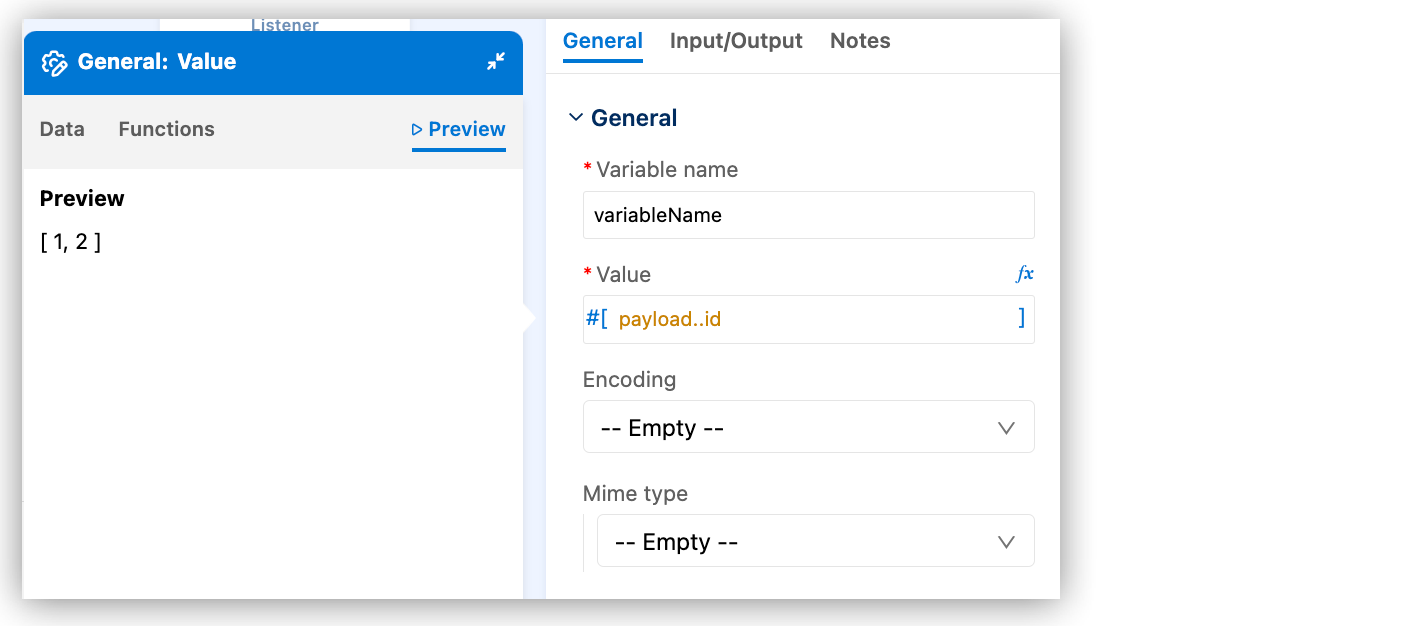 Listener
General: Value
Data Functions Preview
Preview
[ 1, 2 ]
General Input/Output Notes
General
* Variable name
variableName
* Value fx
#[ payload..id ]
Encoding
-- Empty --
Mime type
-- Empty --